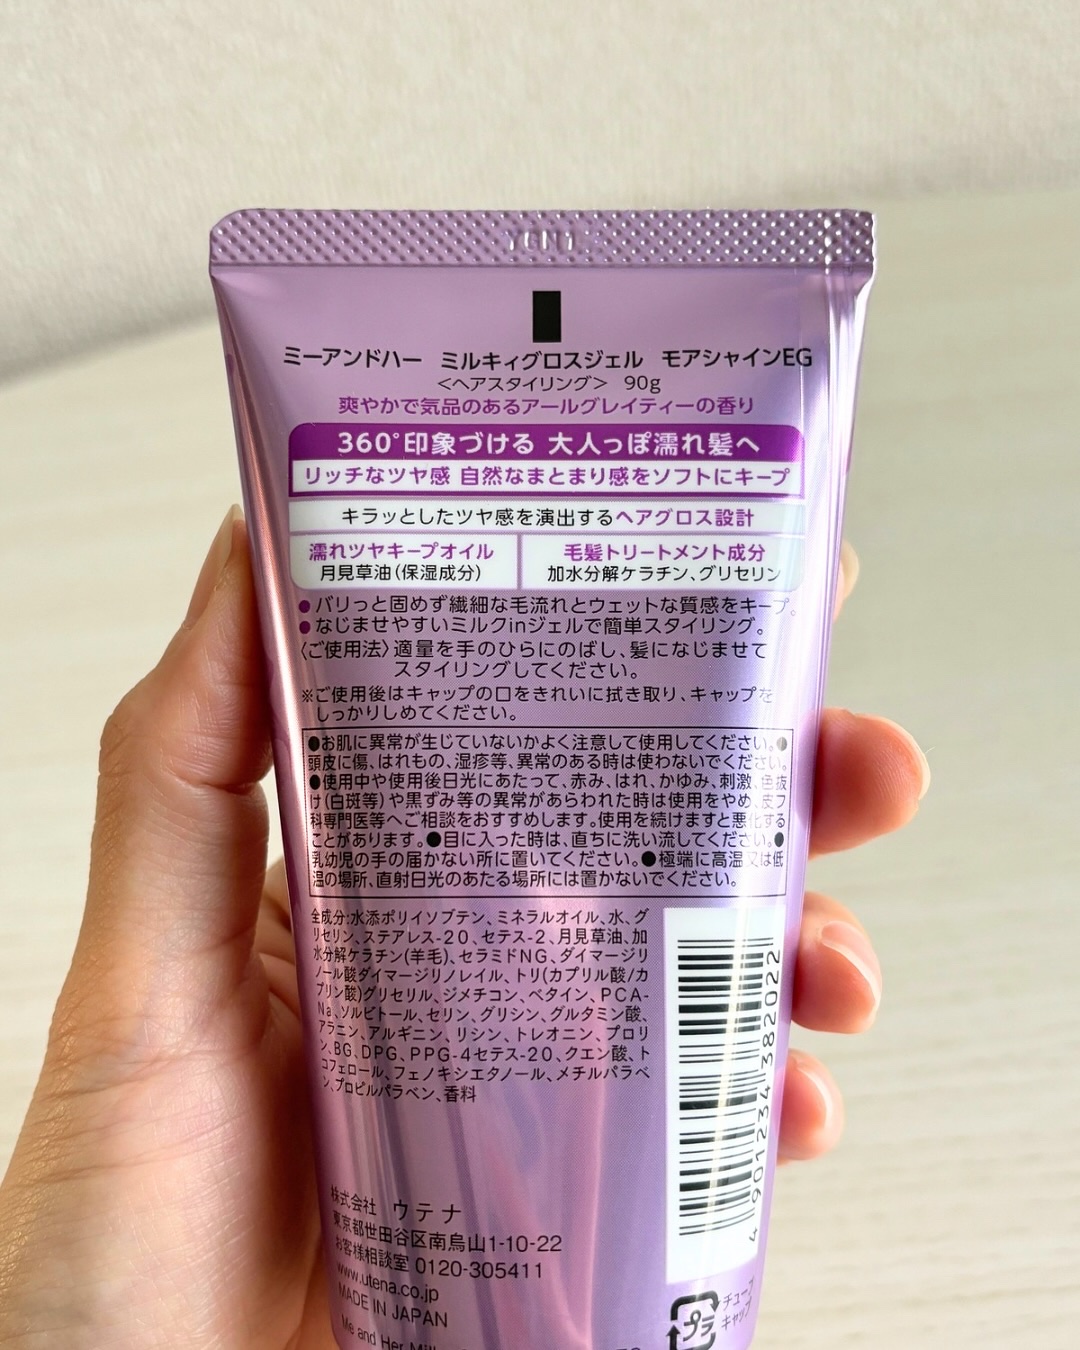 YGN1
ミーアンドハー ミルキィグロスジェル モアシャインEG
<ヘアスタイリング> 90g
爽やかで気品のあるアールグレイティーの香り
360°印象づける 大人っぽ濡れ髪へ
リッチなツヤ感 自然なまとまり感をソフトにキープ
キラッとしたツヤ感を演出するヘアグロス設計
濡れツヤキープオイル
月見草油(保湿成分)
毛髪トリートメント成分
加水分解ケラチン、グリセリン
●バリっと固めず繊細な毛流れとウェットな質感をキープ。
●なじませやすいミルクinジェルで簡単スタイリング。
〈ご使用法〉適量を手のひらにのばし、髪になじませて
スタイリングしてください。
※ご使用後はキャップの口をきれいに拭き取り、キャップを
しっかりしめてください。
●お肌に異常が生じていないかよく注意して使用してください。●
頭皮に傷、はれもの、湿疹等、異常のある時は使わないでください。
●使用中や使用後日光にあたって、赤み、はれ、かゆみ、刺激、色抜
け(白斑等)や黒ずみ等の異常があらわれた時は使用をやめ、皮フ
科専門医等へご相談をおすすめします。使用を続けますと悪化する
ことがあります。●目に入った時は、直ちに洗い流してください。●
乳幼児の手の届かない所に置いてください。●極端に高温又は低
温の場所、直射日光のあたる場所には置かないでください。
全成分:水添ポリイソブテン、ミネラルオイル、水、グ
リセリン、ステアレス-20、セテス-2、月見草油、加
水分解ケラチン(羊毛)、セラミドNG、ダイマージリ
ノール酸ダイマージリノレイル、トリ(カプリル酸/カ
プリン酸)グリセリル、ジメチコン、ベタイン、PCA-
Na、ソルビトール、セリン、グリシン、グルタミン酸、
アラニン、アルギニン、リシン、トレオニン、プロリ
ン、BG、DPG、PPG-4セテス-20、クエン酸、ト
コフェロール、フェノキシエタノール、メチルパラベ
ン、プロピルパラベン、香料
4 901234 382022
株式会社 ウテナ
東京都世田谷区南烏山1-10-22
お客様相談室 0120-305411
www.utena.co.jp
MADE IN JAPAN
プラ
チューブ
キャップ
Me and Her